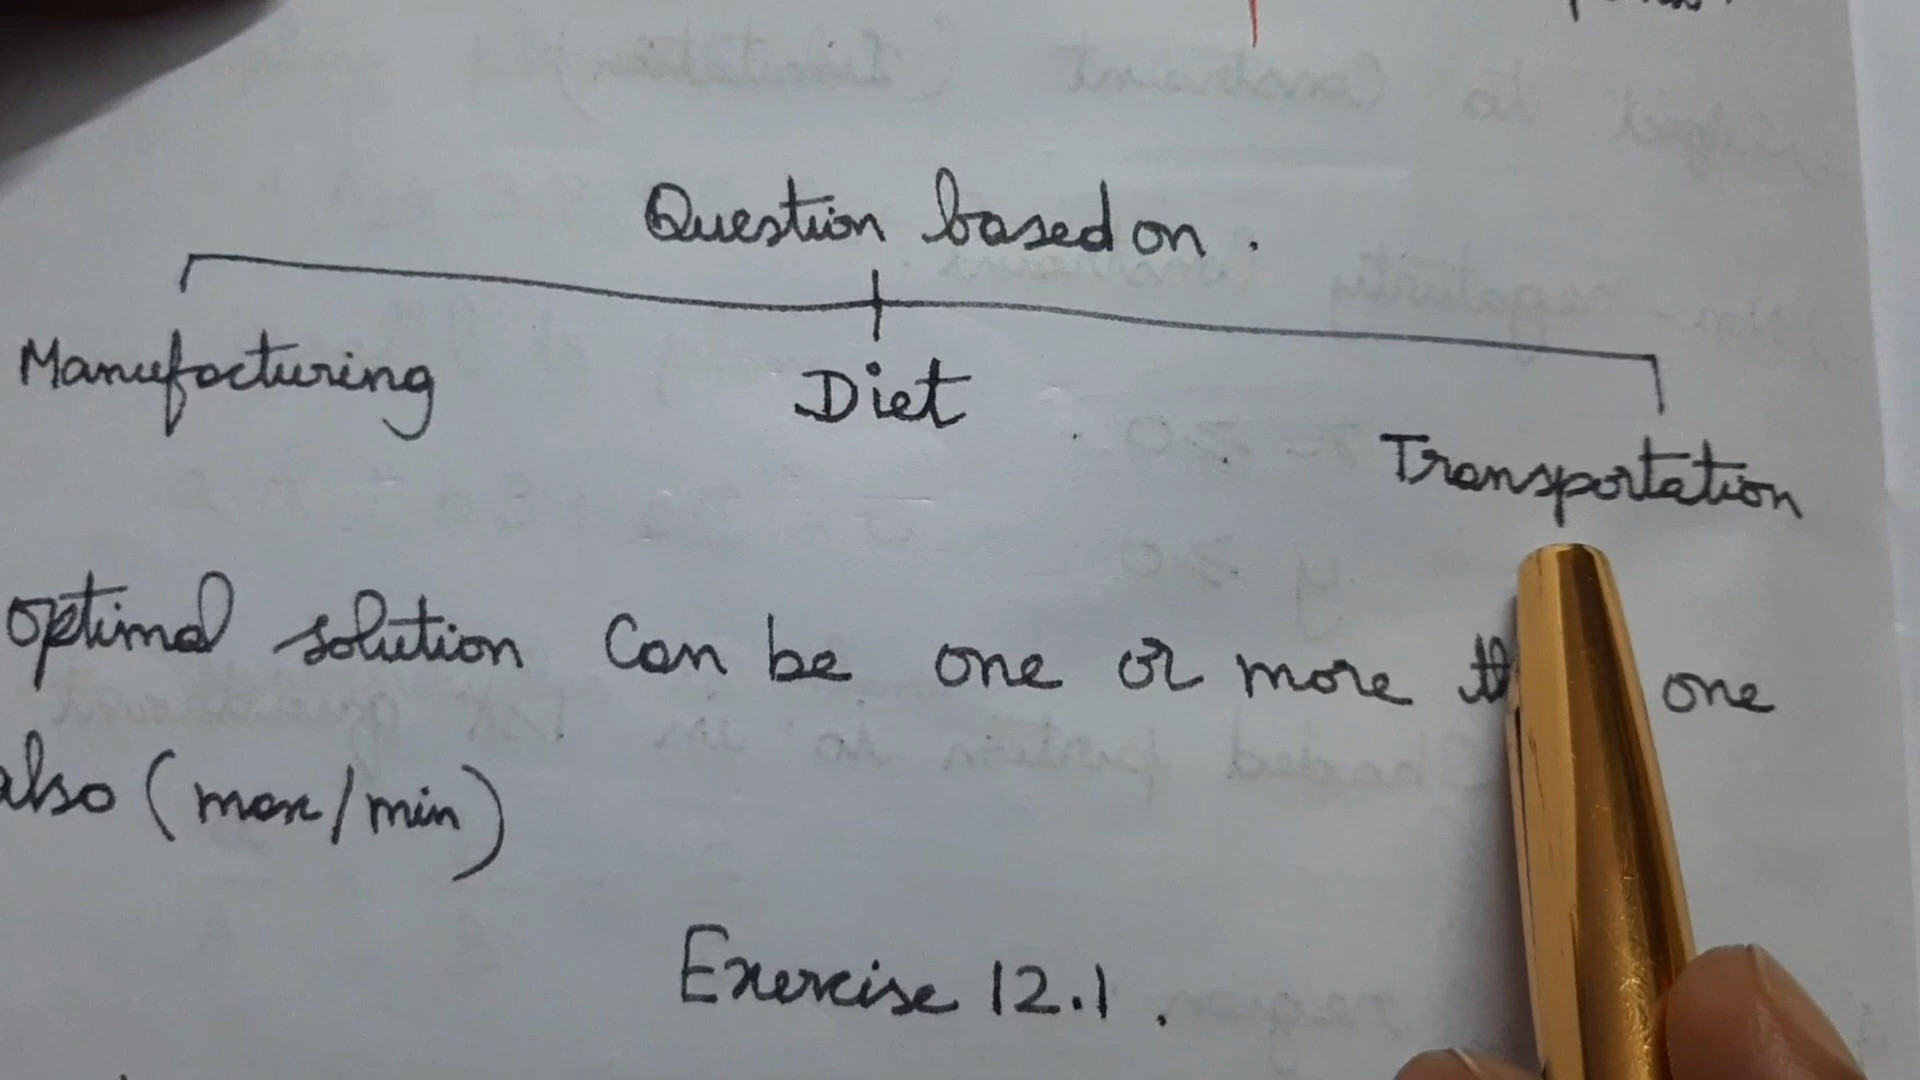 Question based on.
Manufacturing
Diet
Transportation
optimal solution can be one or more one
also (max/min)
Exercise 12.1.